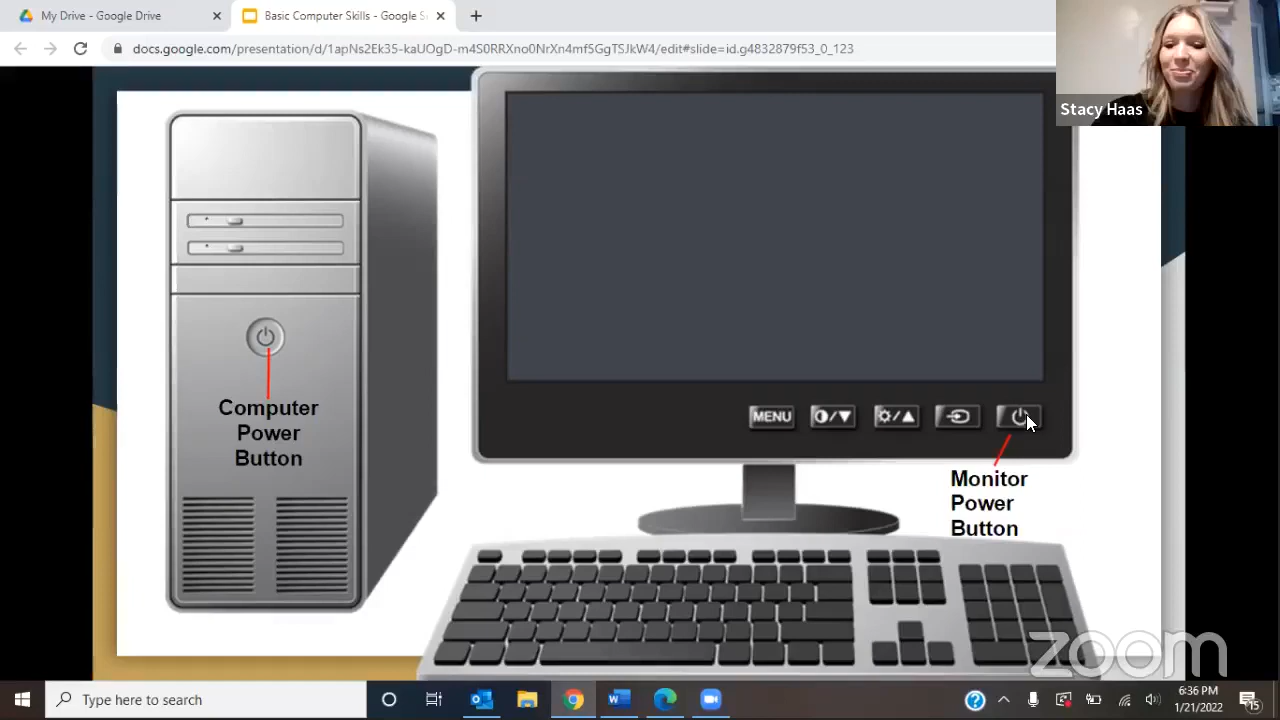 My Drive - Google Drive
Basic Computer Skills - Google S
docs.google.com/presentation/d/1apNs2Ek35-kaUOgD-m4S0RRXno0NrXn4mf5GgTSJkW4/edit#slide=id.g4832879f53_0_123
Stacy Haas
MENU
Computer
Power
Button
Monitor
Power
Button
zoom
Type here to search
6:36 PM
1/21/2022
15